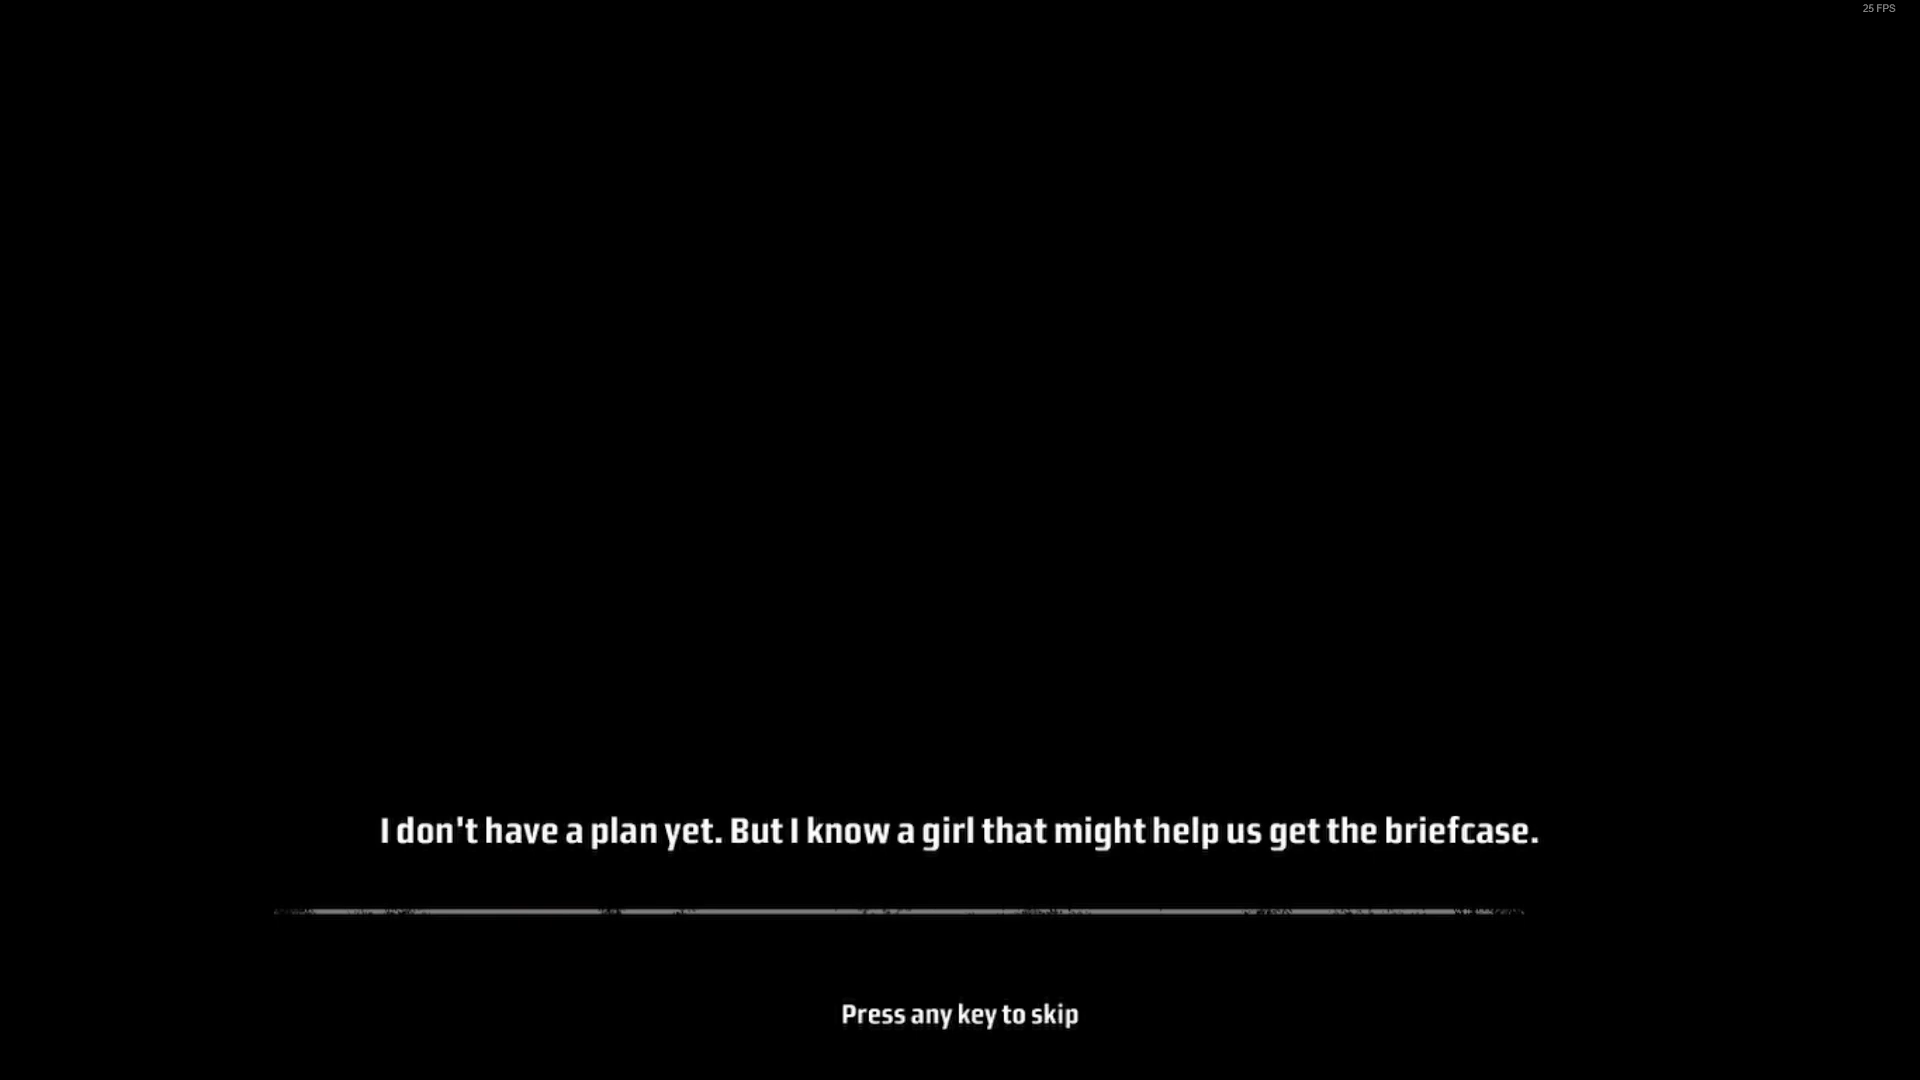 25 FPS
I don't have a plan yet. But I know a girl that might help us get the briefcase.
Press any key to skip